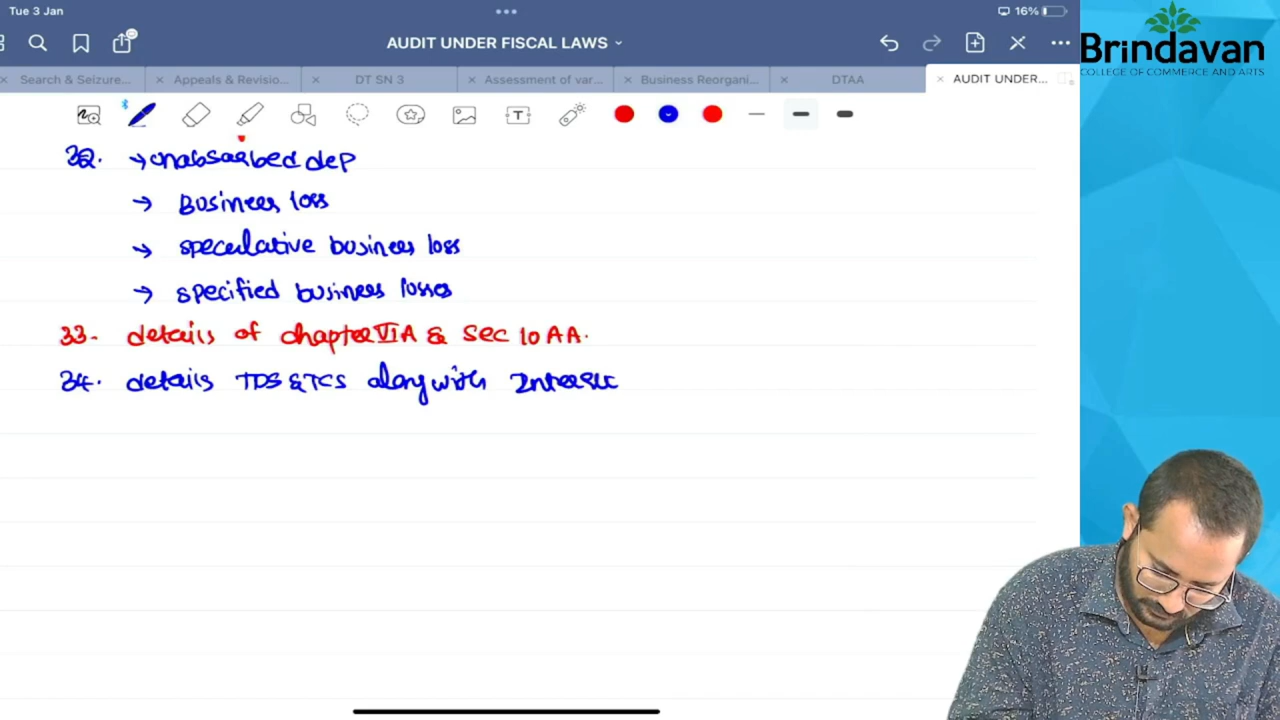 Tue 3 Jan
16%
AUDIT UNDER FISCAL LAWS
Brindavan
COLLEGE OF COMMERCE AND ARTS
Search & Seizure...
Appeals & Revisio...
DT SN 3
Assessment of var...
Business Reorgani...
DTAA
AUDIT UNDER...
32. → unabsorbed dep
→ Business loss
→ speculative business loss
→ specified business losses
33. details of chapter VIA & Sec 10AA.
34. details TDS & TCS along with Interest